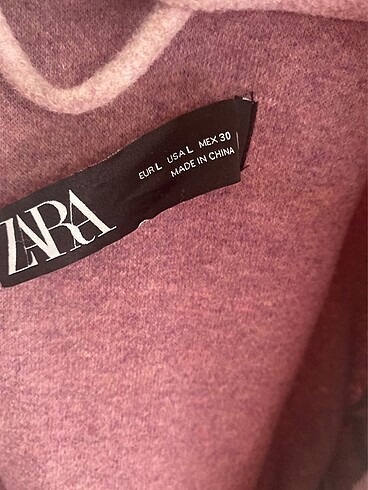 ZARA
EUR L USA L MEX 30
MADE IN CHINA